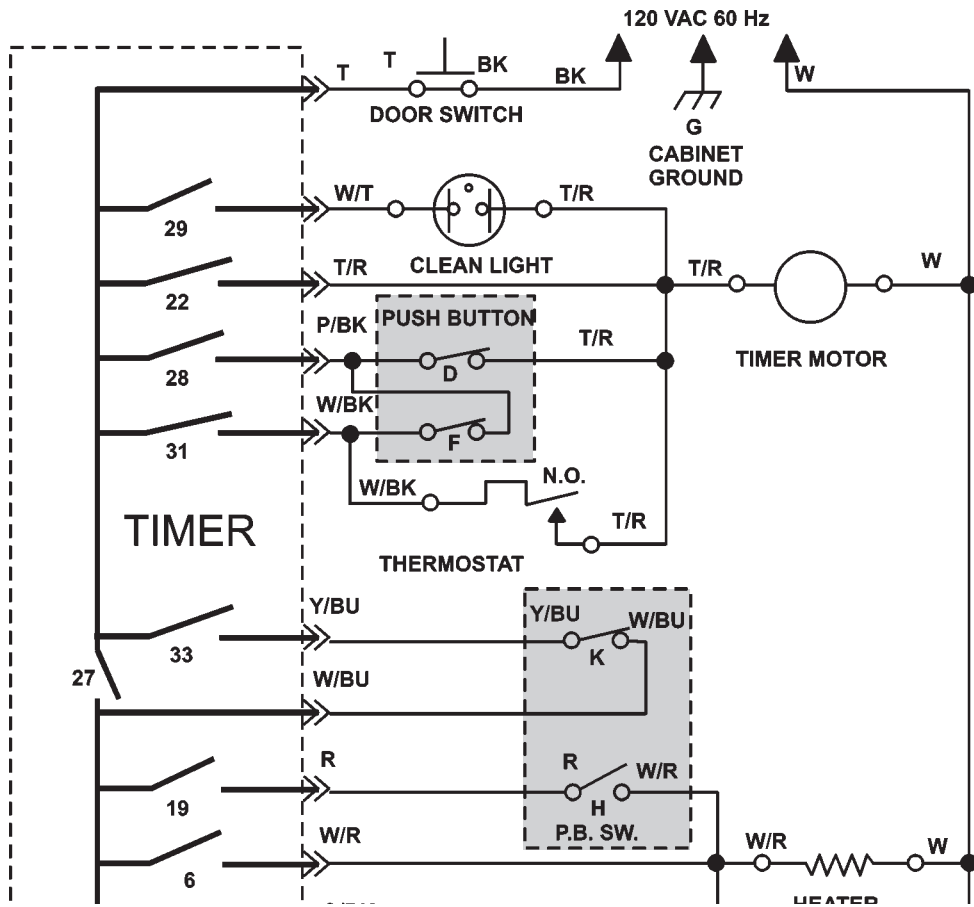 120 VAC 60 Hz
T
T
BK
BK
W
DOOR SWITCH
G
CABINET
GROUND
W/T
T/R
29
CLEAN LIGHT
T/R
T/R
W
22
P/BK
PUSH BUTTON
T/R
TIMER MOTOR
28
D
W/BK
31
F
W/BK
N.O.
TIMER
T/R
THERMOSTAT
Y/BU
Y/BU
W/BU
33
K
27
W/BU
R
R
W/R
19
H
P.B. SW.
W/R
W/R
W
6
HEATER